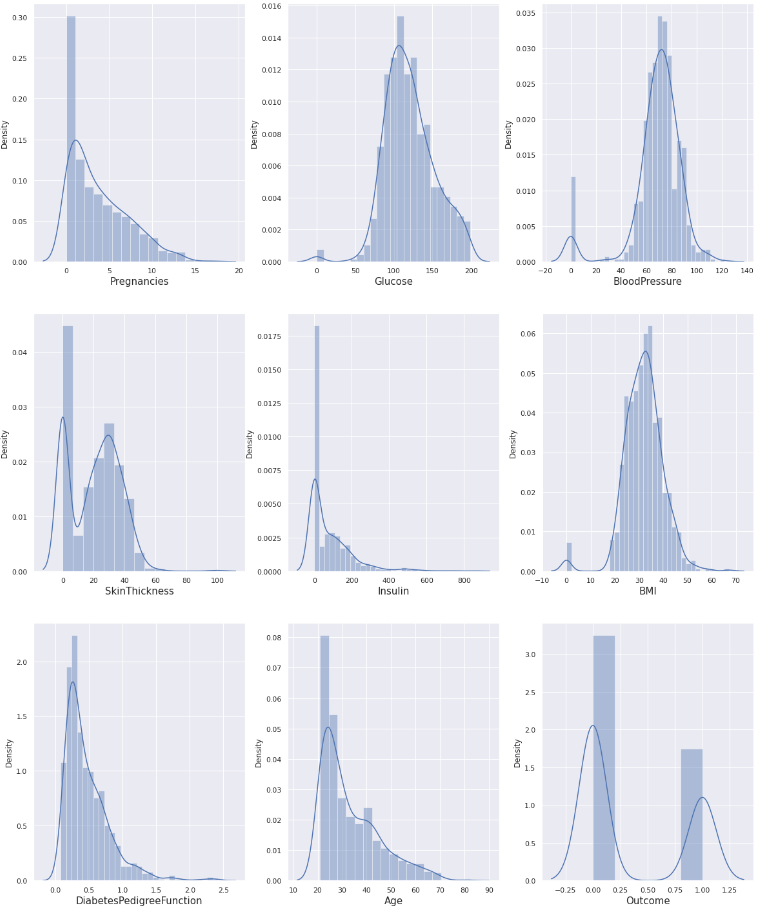 0.30
0.25
0.20
0.15
0.10
0.05
0.00
Density
0 5 10 15 20
Pregnancies
0.016
0.014
0.012
0.010
0.008
0.006
0.004
0.002
0.000
Density
0 50 100 150 200
Glucose
0.035
0.030
0.025
0.020
0.015
0.010
0.005
0.000
Density
−20 0 20 40 60 80 100 120 140
BloodPressure
0.04
0.03
0.02
0.01
0.00
Density
0 20 40 60 80 100
SkinThickness
0.0175
0.0150
0.0125
0.0100
0.0075
0.0050
0.0025
0.0000
Density
0 200 400 600 800
Insulin
0.06
0.05
0.04
0.03
0.02
0.01
0.00
Density
−10 0 10 20 30 40 50 60 70
BMI
2.0
1.5
1.0
0.5
0.0
Density
0.0 0.5 1.0 1.5 2.0 2.5
DiabetesPedigreeFunction
0.08
0.07
0.06
0.05
0.04
0.03
0.02
0.01
0.00
Density
10 20 30 40 50 60 70 80 90
Age
3.0
2.5
2.0
1.5
1.0
0.5
0.0
Density
−0.25 0.00 0.25 0.50 0.75 1.00 1.25
Outcome